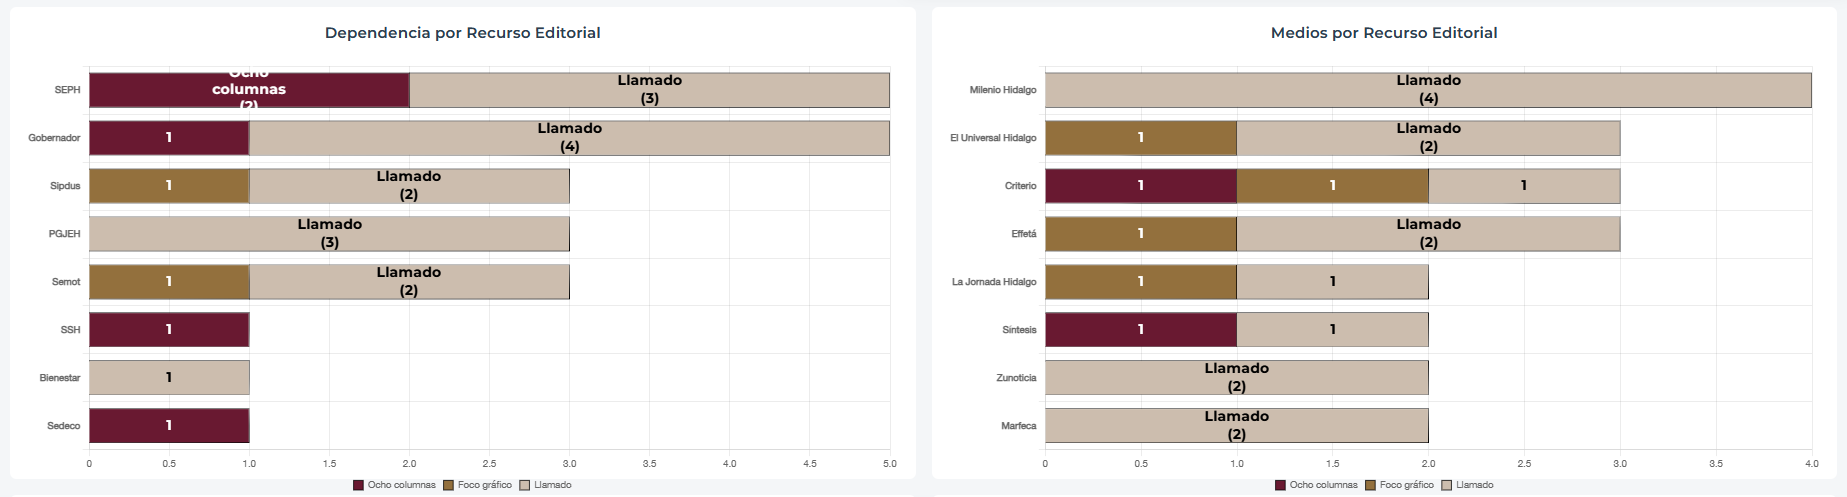 Dependencia por Recurso Editorial
SEPH
Ocho
columnas
(2)
Llamado
(3)
Gobernador
1
Llamado
(4)
Sipdus
1
Llamado
(2)
PGJEH
Llamado
(3)
Semot
1
Llamado
(2)
SSH
1
Bienestar
1
Sedeco
1
0 0.5 1.0 1.5 2.0 2.5 3.0 3.5 4.0 4.5 5.0
Ocho columnas Foco gráfico Llamado
Medios por Recurso Editorial
Milenio Hidalgo
Llamado
(4)
El Universal Hidalgo
1
Llamado
(2)
Criterio
1 1 1
Effetá
1
Llamado
(2)
La Jornada Hidalgo
1 1
Síntesis
1 1
Zunoticia
Llamado
(2)
Marfeca
Llamado
(2)
0 0.5 1.0 1.5 2.0 2.5 3.0 3.5 4.0
Ocho columnas Foco gráfico Llamado